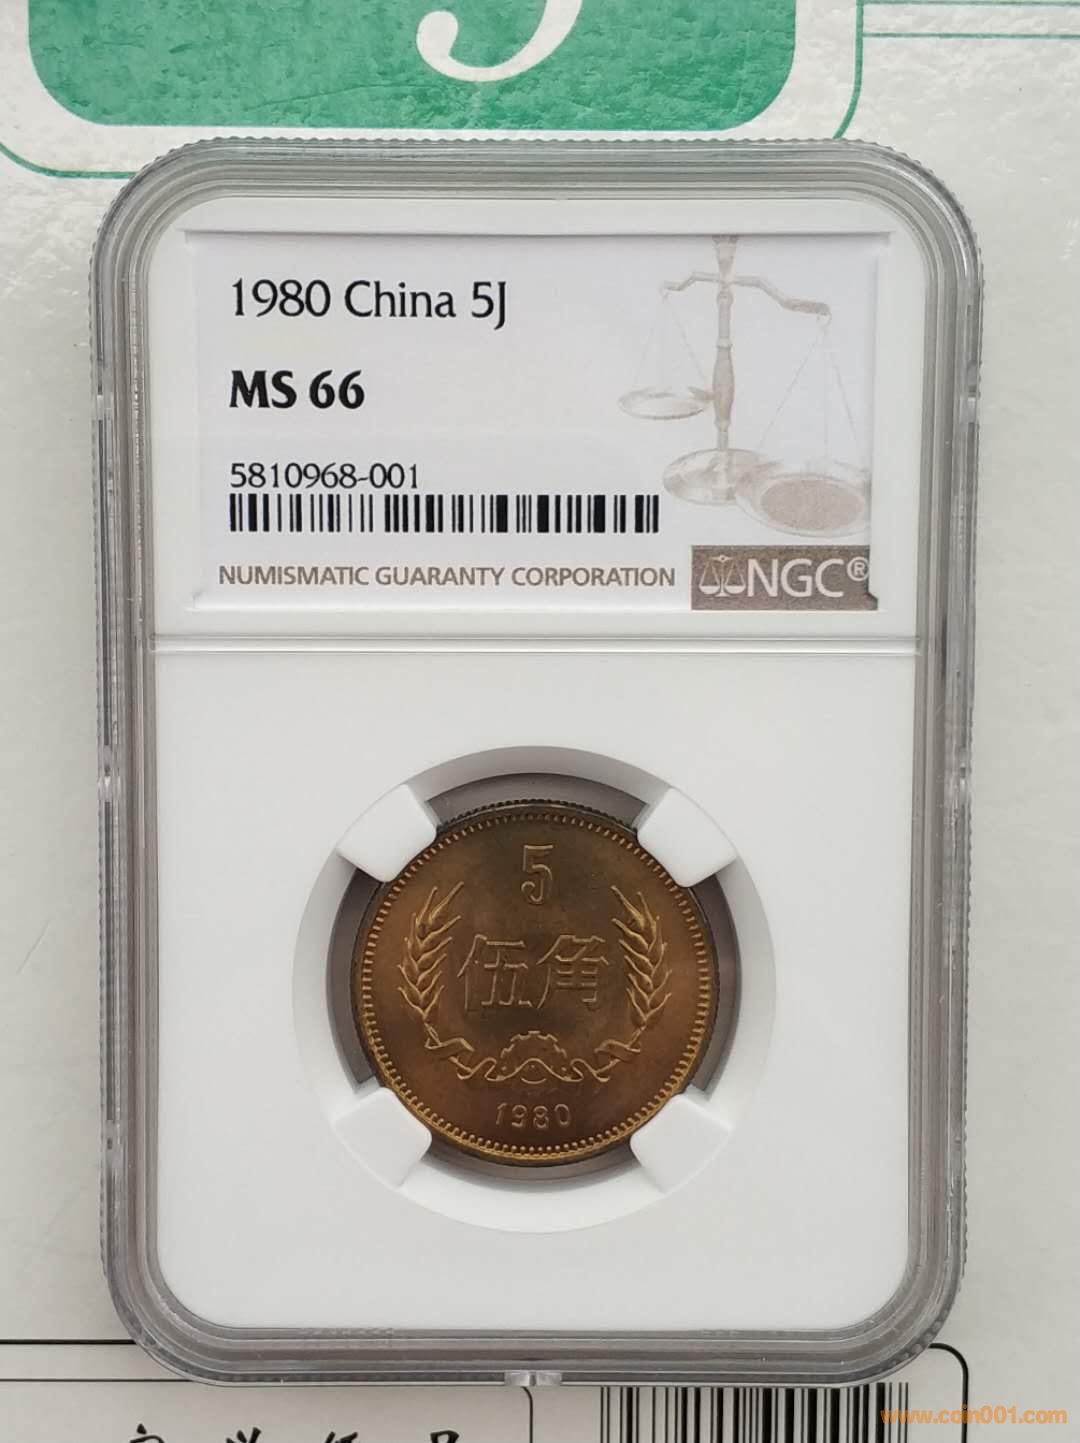 1980 China 5J
MS 66
5810968-001
NUMISMATIC GUARANTY CORPORATION
NGC®
5
伍角
1980
www.coin001.com